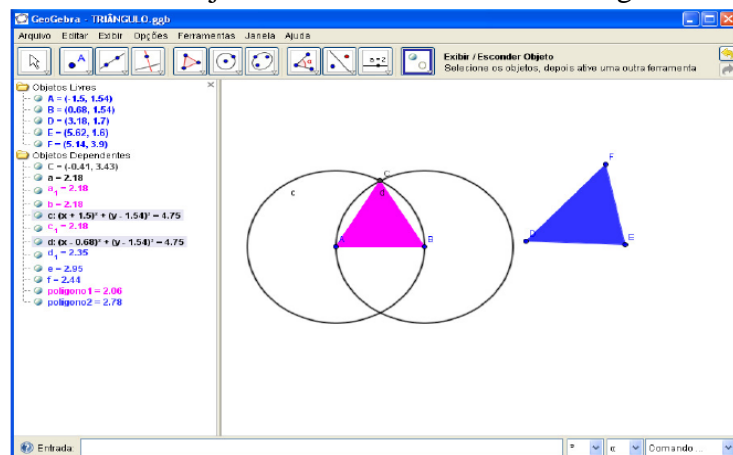 GeoGebra - TRIÂNGULO.ggb
Arquivo Editar Exibir Opções Ferramentas Janela Ajuda
Exibir / Esconder Objeto
Selecione os objetos, depois ative uma outra ferramenta
Objetos Livres
A = (-1.5, 1.54)
B = (0.68, 1.54)
D = (3.18, 1.7)
E = (5.62, 1.6)
F = (5.14, 3.9)
Objetos Dependentes
C = (-0.41, 3.43)
a = 2.18
a₁ = 2.18
b = 2.18
c: (x + 1.5)² + (y - 1.54)² = 4.75
c₁ = 2.18
d: (x - 0.68)² + (y - 1.54)² = 4.75
d₁ = 2.35
e = 2.95
f = 2.44
polígono1 = 2.06
polígono2 = 2.78
C
c
d
A
B
F
D
E
Entrada:
°
α
Comando ...